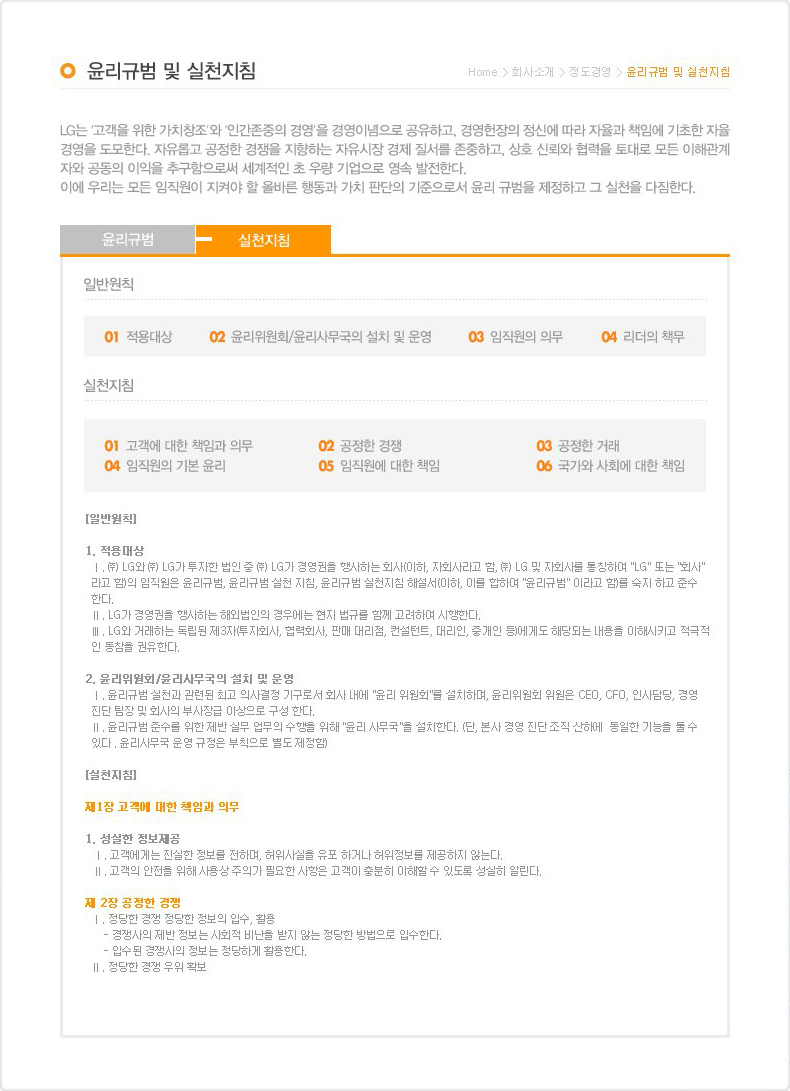 윤리규범 및 실천지침
Home > 회사소개 > 정도경영 > 윤리규범 및 실천지침
LG는 '고객을 위한 가치창조'와 '인간존중의 경영'을 경영이념으로 공유하고, 경영헌장의 정신에 따라 자율과 책임에 기초한 자율
경영을 도모한다. 자유롭고 공정한 경쟁을 지향하는 자유시장 경제 질서를 존중하고, 상호 신뢰와 협력을 토대로 모든 이해관계
자와 공동의 이익을 추구함으로써 세계적인 초 우량 기업으로 영속 발전한다.
이에 우리는 모든 임직원이 지켜야 할 올바른 행동과 가치 판단의 기준으로서 윤리 규범을 제정하고 그 실천을 다짐한다.
윤리규범 실천지침
일반원칙
01 적용대상 02 윤리위원회/윤리사무국의 설치 및 운영 03 임직원의 의무 04 리더의 책무
실천지침
01 고객에 대한 책임과 의무 02 공정한 경쟁 03 공정한 거래
04 임직원의 기본 윤리 05 임직원에 대한 책임 06 국가와 사회에 대한 책임
[일반원칙]
1. 적용대상
Ⅰ. ㈜ LG와 ㈜ LG가 투자한 법인 중 ㈜ LG가 경영권을 행사하는 회사(이하, 자회사라고 함, ㈜ LG 및 자회사를 통칭하여 "LG" 또는 "회사"
라고 함)의 임직원은 윤리규범, 윤리규범 실천 지침, 윤리규범 실천지침 해설서(이하, 이를 합하여 "윤리규범" 이라고 함)를 숙지 하고 준수
한다.
Ⅱ. LG가 경영권을 행사하는 해외법인의 경우에는 현지 법규를 함께 고려하여 시행한다.
Ⅲ. LG와 거래하는 독립된 제3자(투자회사, 협력회사, 판매 대리점, 컨설턴트, 대리인, 중개인 등)에게도 해당되는 내용을 이해시키고 적극적
인 동참을 권유한다.
2. 윤리위원회/윤리사무국의 설치 및 운영
Ⅰ. 윤리규범 실천과 관련된 최고 의사결정 기구로서 회사 내에 "윤리 위원회"를 설치하며, 윤리위원회 위원은 CEO, CFO, 인사담당, 경영
진단 팀장 및 회사의 부사장급 이상으로 구성 한다.
Ⅱ. 윤리규범 준수를 위한 제반 실무 업무의 수행을 위해 "윤리 사무국"을 설치한다. (단, 본사 경영 진단 조직 산하에 동일한 기능을 둘 수
있다. 윤리사무국 운영 규정은 부칙으로 별도 제정함)
[실천지침]
제1장 고객에 대한 책임과 의무
1. 성실한 정보제공
Ⅰ. 고객에게는 진실한 정보를 전하며, 허위사실을 유포 하거나 허위정보를 제공하지 않는다.
Ⅱ. 고객의 안전을 위해 사용상 주의가 필요한 사항은 고객이 충분히 이해할 수 있도록 성실히 알린다.
제 2장 공정한 경쟁
Ⅰ. 정당한 경쟁 정당한 정보의 입수, 활용
- 경쟁사의 제반 정보는 사회적 비난을 받지 않는 정당한 방법으로 입수한다.
- 입수된 경쟁사의 정보는 정당하게 활용한다.
Ⅱ. 정당한 경쟁 우위 확보